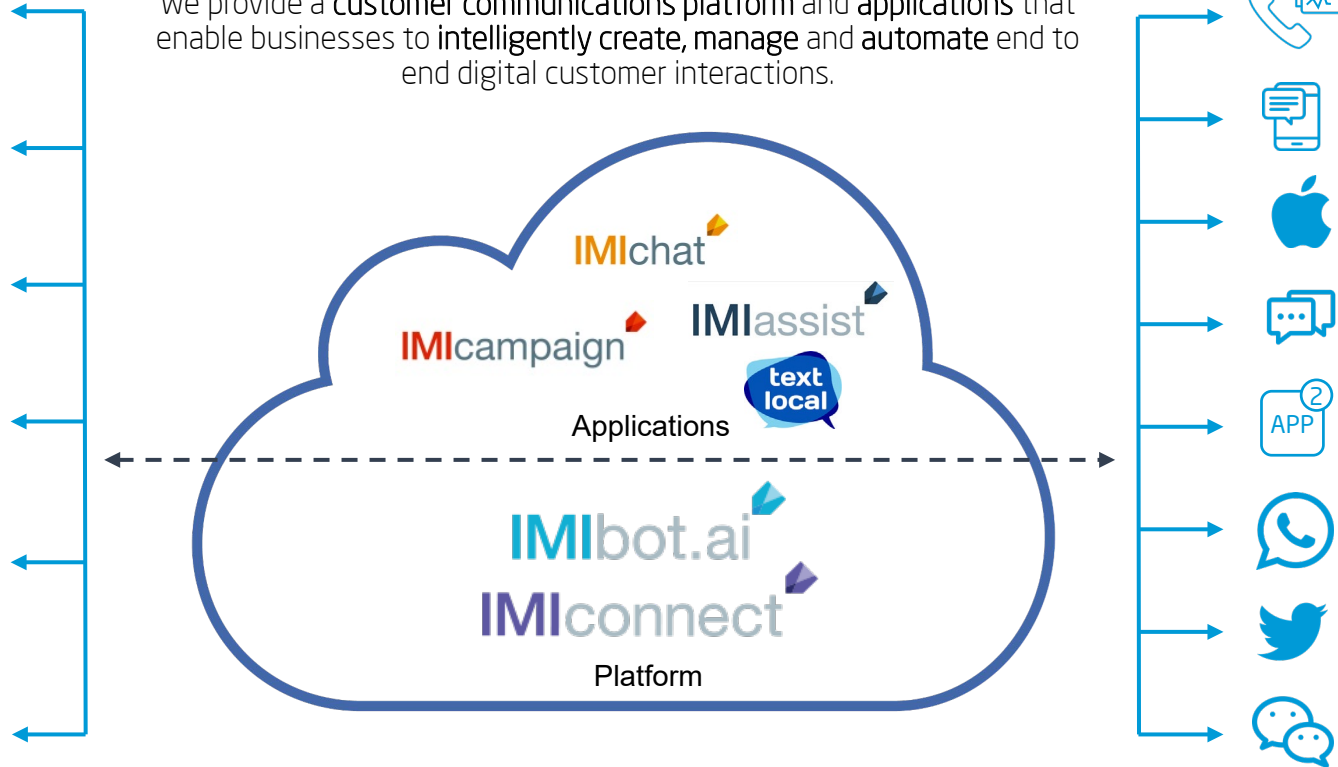 We provide a customer communications platform and applications that
enable businesses to intelligently create, manage and automate end to
end digital customer interactions.
IMIchat
IMIassist
IMIcampaign
text
local
Applications
IMIbot.ai
IMIconnect
Platform
2
APP